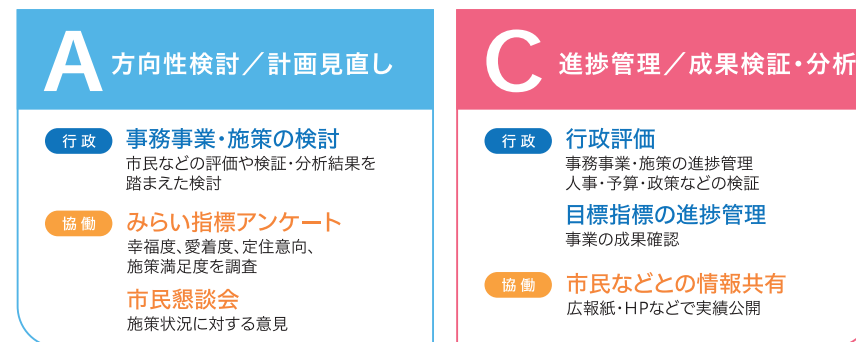 A 方向性検討／計画見直し
行政 事務事業・施策の検討
市民などの評価や検証・分析結果を
踏まえた検討
協働 みらい指標アンケート
幸福度、愛着度、定住意向、
施策満足度を調査
市民懇談会
施策状況に対する意見
C 進捗管理／成果検証・分析
行政 行政評価
事務事業・施策の進捗管理
人事・予算・政策などの検証
目標指標の進捗管理
事業の成果確認
協働 市民などとの情報共有
広報紙・HPなどで実績公開